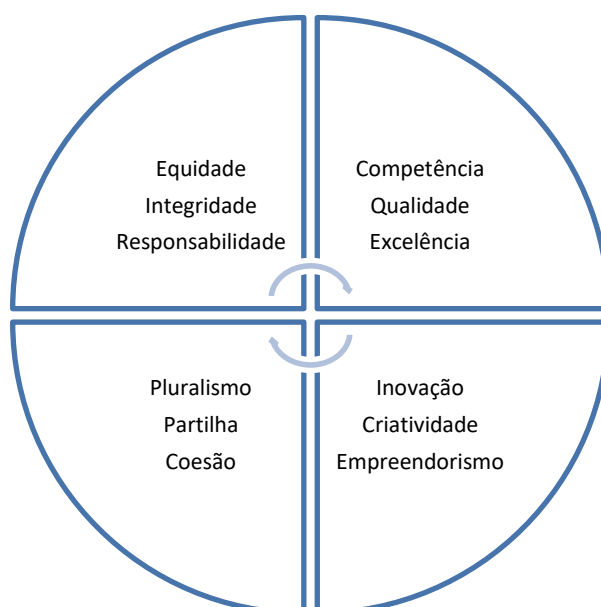 Equidade
Integridade
Responsabilidade
Competência
Qualidade
Excelência
Pluralismo
Partilha
Coesão
Inovação
Criatividade
Empreendorismo